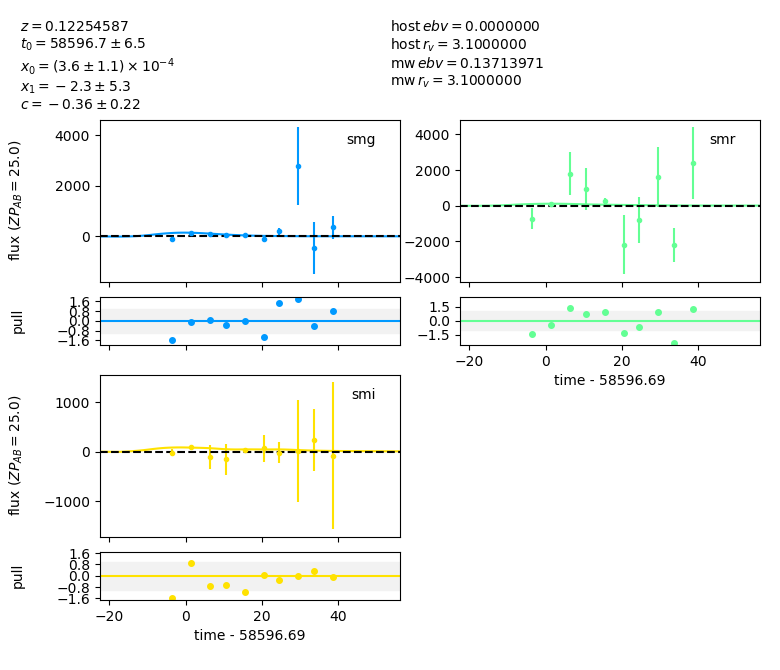 z = 0.12254587
t₀ = 58596.7 ± 6.5
x₀ = (3.6 ± 1.1) × 10⁻⁴
x₁ = −2.3 ± 5.3
c = −0.36 ± 0.22
host ebv = 0.0000000
host r_v = 3.1000000
mw ebv = 0.13713971
mw r_v = 3.1000000
smg
flux (ZP_AB = 25.0)
4000
2000
0
pull
1.6
0.8
0.0
−0.8
−1.6
smr
4000
2000
0
−2000
−4000
1.5
0.0
−1.5
−20
0
20
40
time - 58596.69
smi
flux (ZP_AB = 25.0)
1000
0
−1000
pull
1.6
0.8
0.0
−0.8
−1.6
−20
0
20
40
time - 58596.69